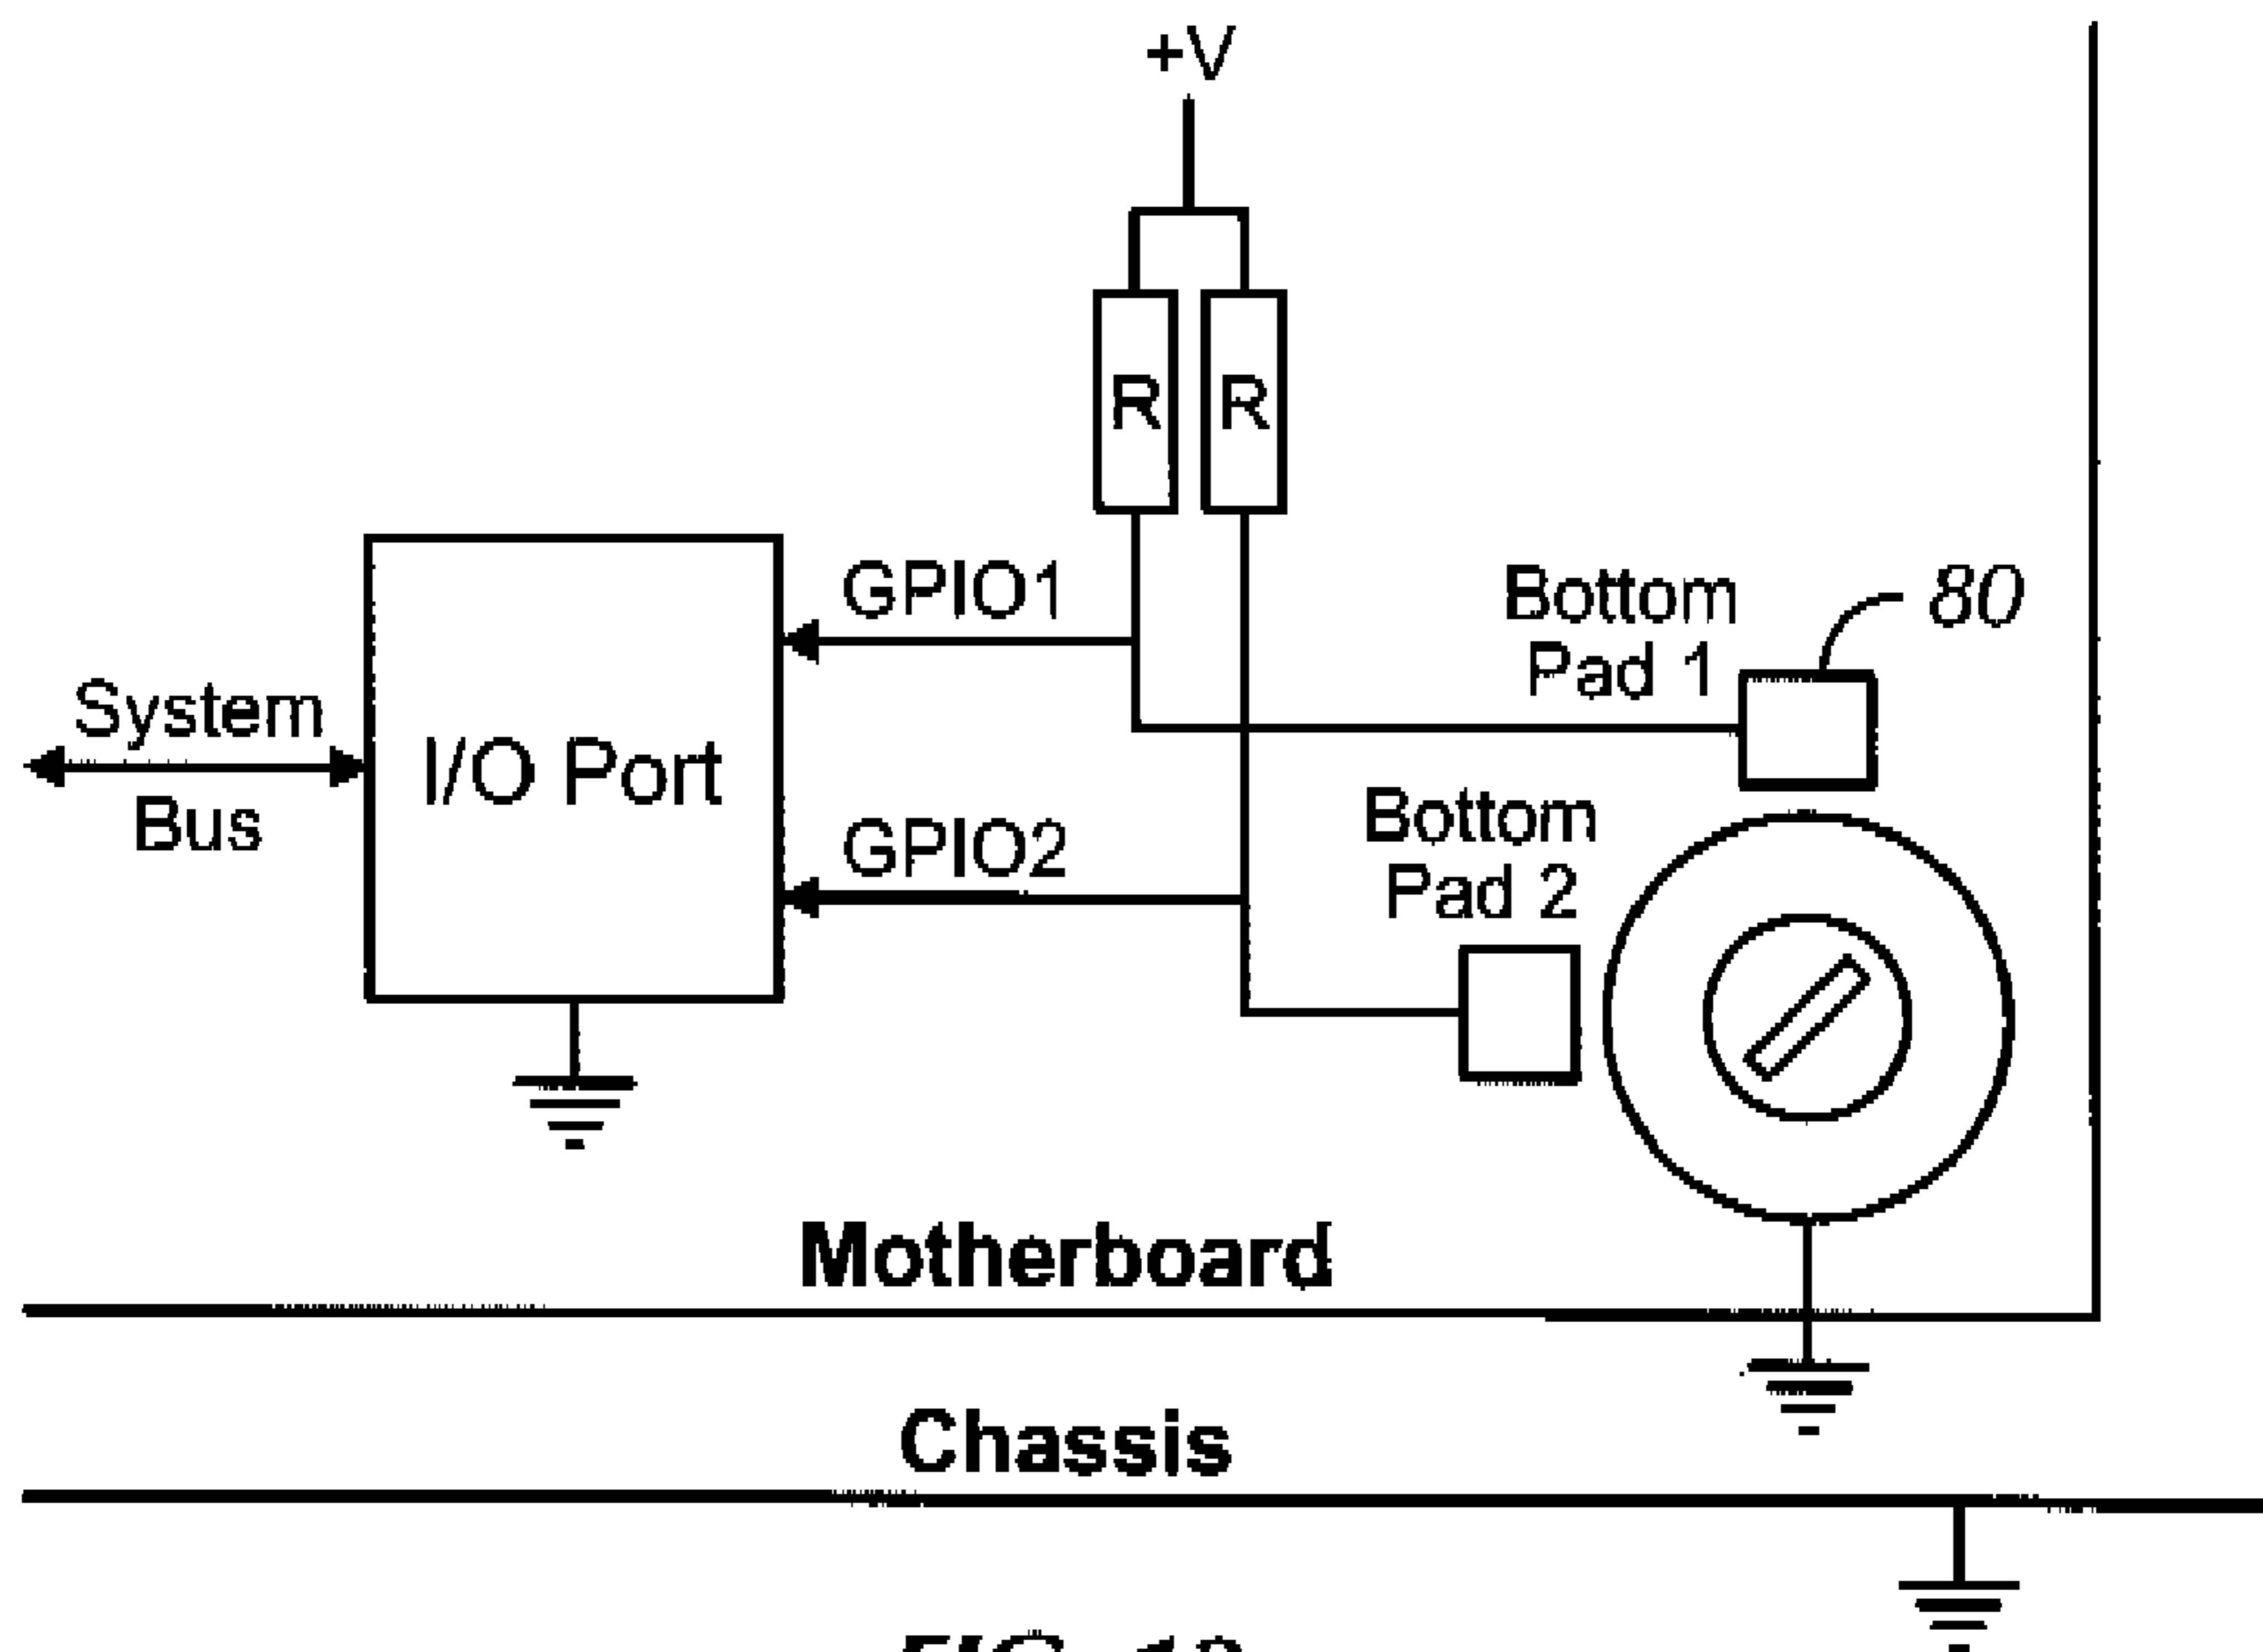 +V
R R
GPIO1
Bottom
Pad 1
80
System
Bus
I/O Port
GPIO2
Bottom
Pad 2
Motherboard
Chassis